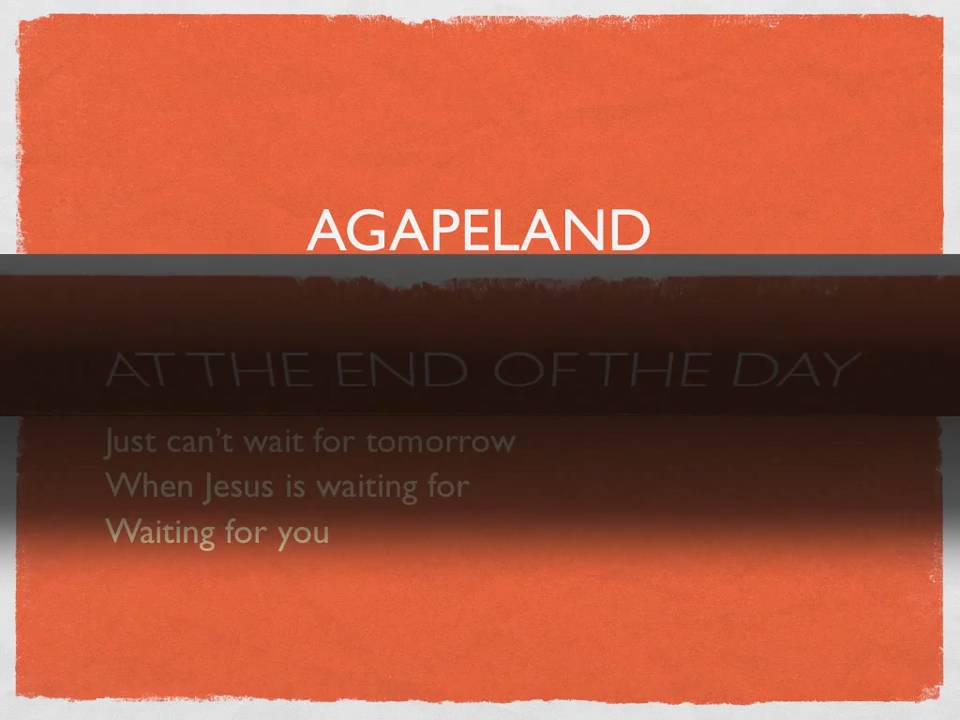 AGAPELAND
AT THE END OF THE DAY
Just can't wait for tomorrow
When Jesus is waiting for
Waiting for you